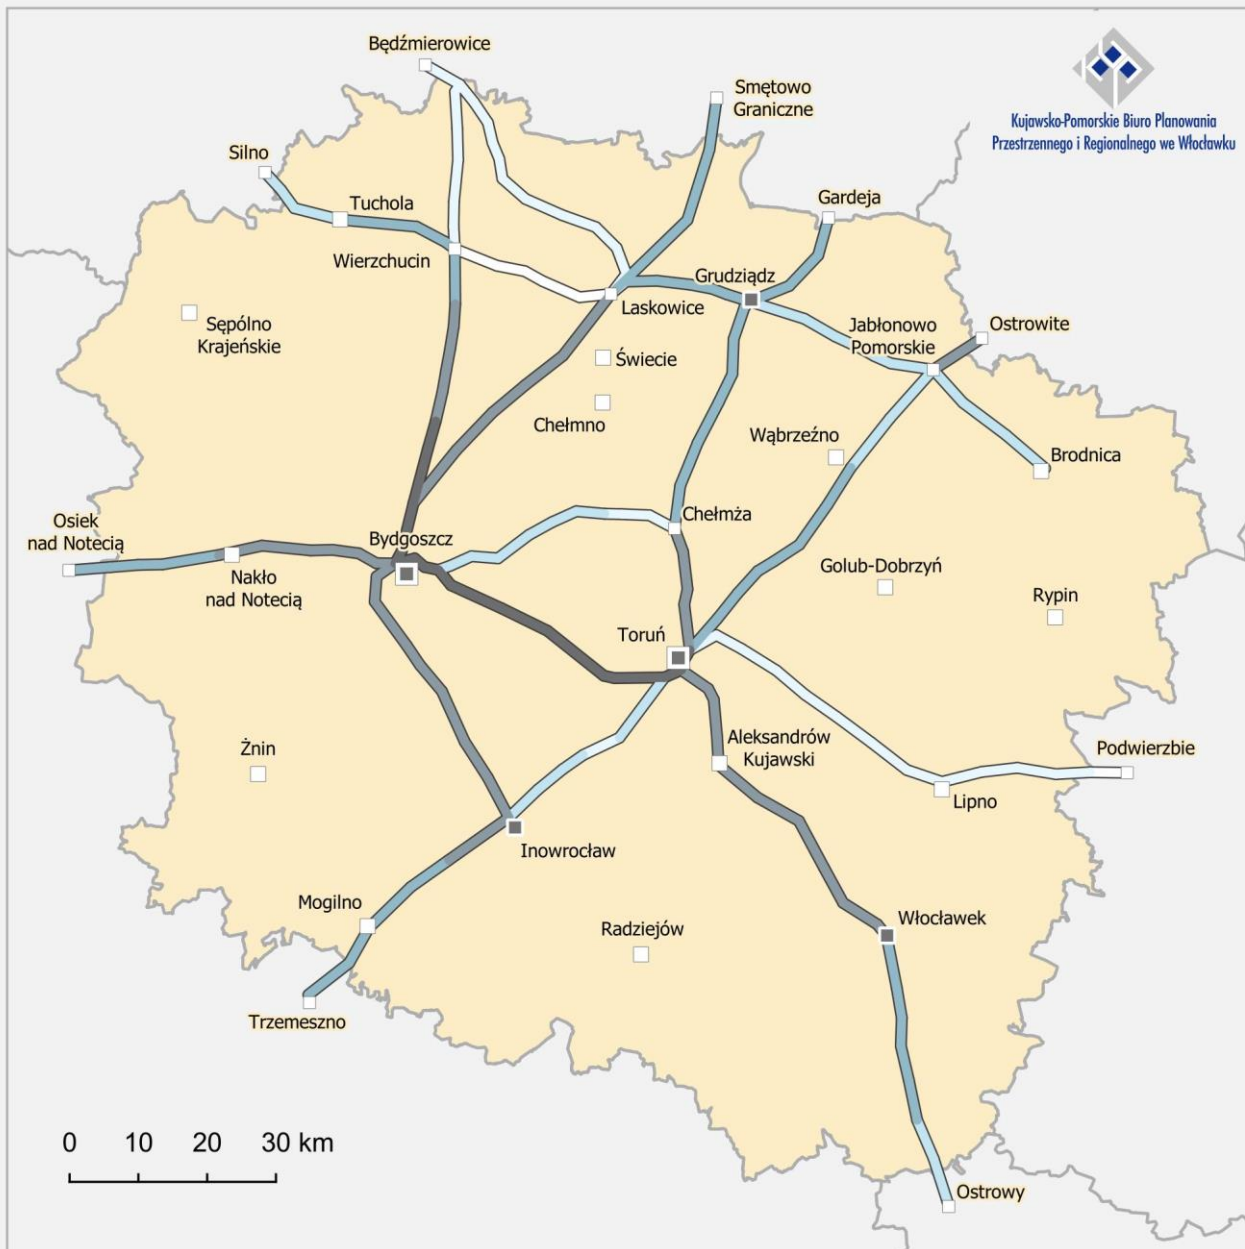 Będźmierowice
Smętowo
Graniczne
Kujawsko-Pomorskie Biuro Planowania
Przestrzennego i Regionalnego we Włocławku
Silno
Tuchola
Gardeja
Wierzchucin
Grudziądz
Laskowice
Sępólno
Krajeńskie
Jabłonowo
Pomorskie
Ostrowite
Świecie
Chełmno
Wąbrzeźno
Brodnica
Osiek
nad Notecią
Bydgoszcz
Chełmża
Nakło
nad Notecią
Golub-Dobrzyń
Rypin
Toruń
Żnin
Aleksandrów
Kujawski
Podwierzbie
Lipno
Inowrocław
Mogilno
Radziejów
Włocławek
Trzemeszno
0 10 20 30 km
Ostrowy